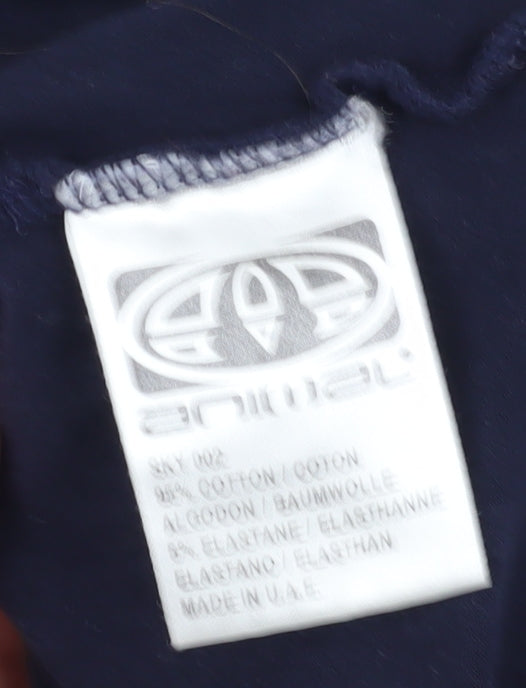 animal
SKY 002
95% COTTON / COTON
ALGODON / BAUMWOLLE
5% ELASTANE / ELASTHANNE
ELASTANO / ELASTHAN
MADE IN U.A.E.